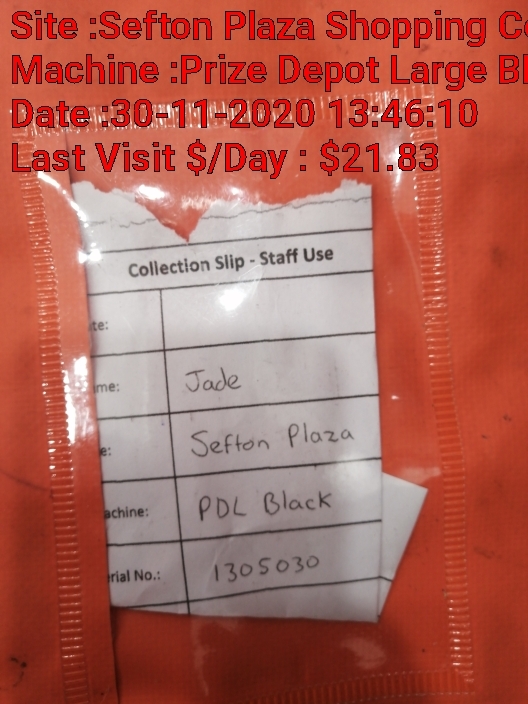 Site :Sefton Plaza Shopping Ce
Machine :Prize Depot Large Bl
Date :30-11-2020 13:46:10
Last Visit $/Day : $21.83
Collection Slip - Staff Use
te:
me: Jade
e: Sefton Plaza
achine: PDL Black
rial No.: 1305030